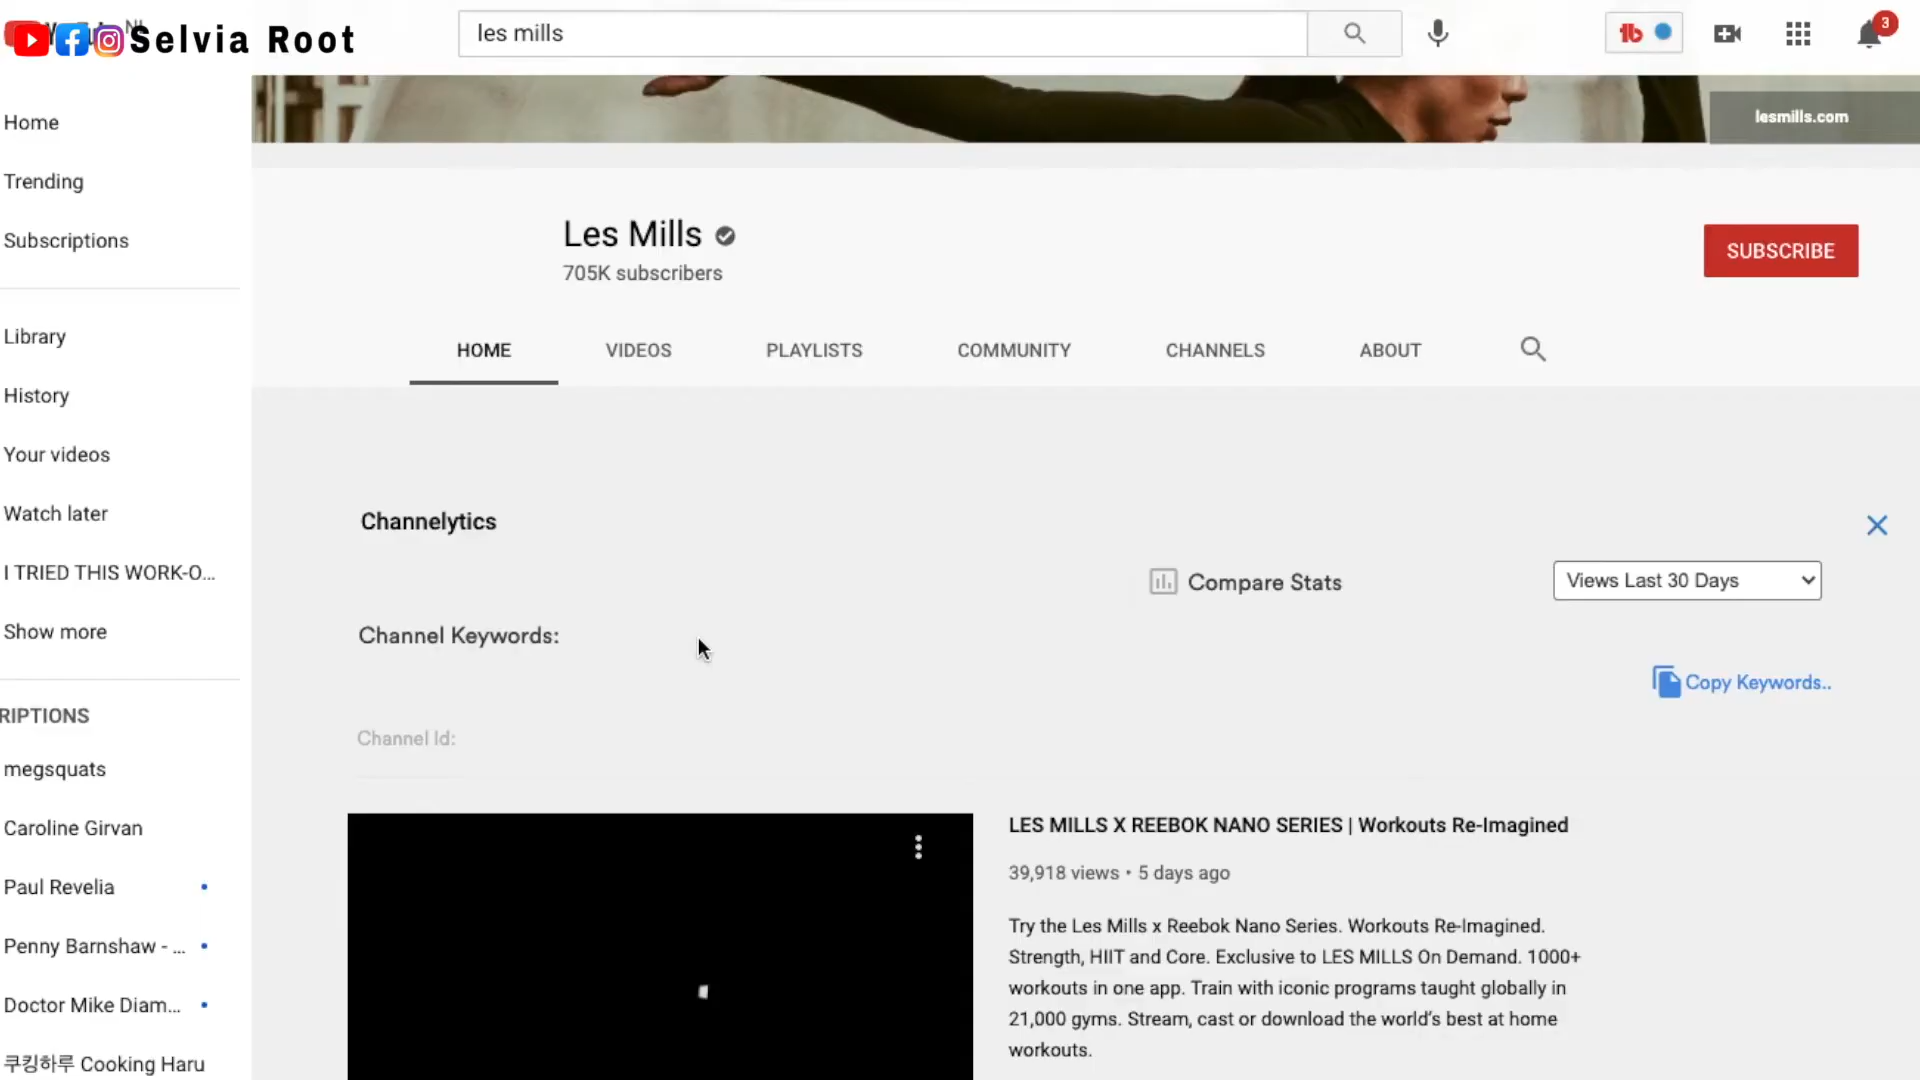 Selvia Root
les mills
3
lesmills.com
Home
Trending
Subscriptions
Library
History
Your videos
Watch later
I TRIED THIS WORK-O...
Show more
RIPTIONS
megsquats
Caroline Girvan
Paul Revelia
Penny Barnshaw - ...
Doctor Mike Diam...
쿠킹하루 Cooking Haru
Les Mills
705K subscribers
SUBSCRIBE
HOME VIDEOS PLAYLISTS COMMUNITY CHANNELS ABOUT
Channelytics
Compare Stats
Views Last 30 Days
Channel Keywords:
Copy Keywords..
Channel Id:
LES MILLS X REEBOK NANO SERIES | Workouts Re-Imagined
39,918 views • 5 days ago
Try the Les Mills x Reebok Nano Series. Workouts Re-Imagined.
Strength, HIIT and Core. Exclusive to LES MILLS On Demand. 1000+
workouts in one app. Train with iconic programs taught globally in
21,000 gyms. Stream, cast or download the world's best at home
workouts.